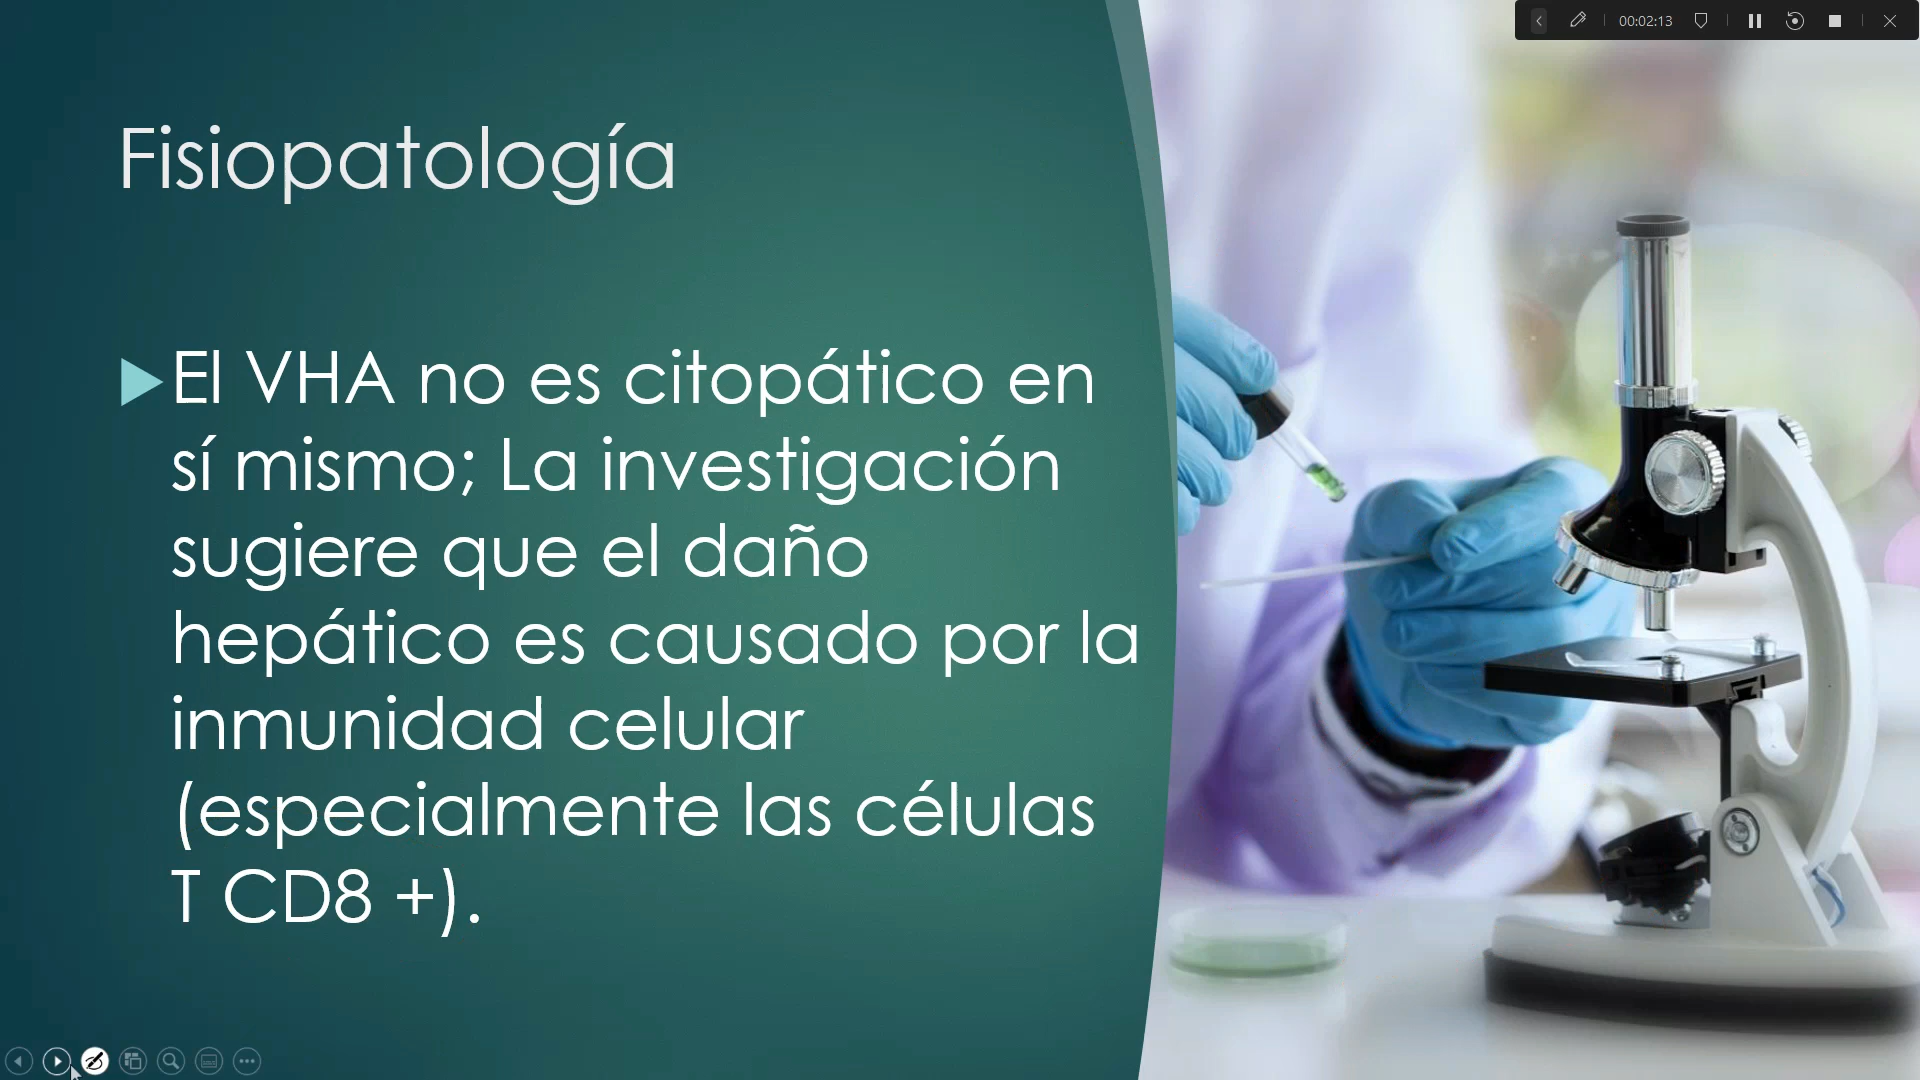 00:02:13
Fisiopatología
El VHA no es citopático en
sí mismo; La investigación
sugiere que el daño
hepático es causado por la
inmunidad celular
(especialmente las células
T CD8 +).